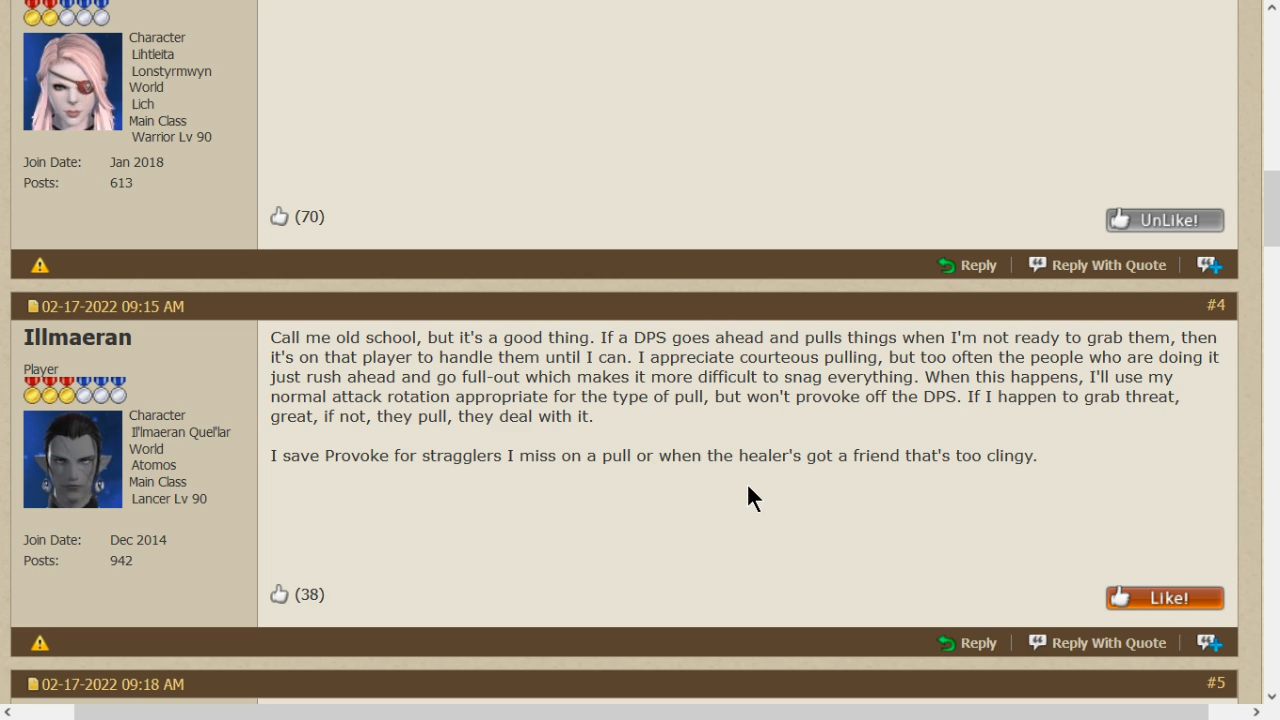 Character
Lihtleita
Lonstyrmwyn
World
Lich
Main Class
Warrior Lv 90
Join Date: Jan 2018
Posts: 613
(70)
UnLike!
Reply
Reply With Quote
02-17-2022 09:15 AM
#4
Illmaeran
Player
Character
Il'lmaeran Quel'lar
World
Atomos
Main Class
Lancer Lv 90
Join Date: Dec 2014
Posts: 942
Call me old school, but it's a good thing. If a DPS goes ahead and pulls things when I'm not ready to grab them, then
it's on that player to handle them until I can. I appreciate courteous pulling, but too often the people who are doing it
just rush ahead and go full-out which makes it more difficult to snag everything. When this happens, I'll use my
normal attack rotation appropriate for the type of pull, but won't provoke off the DPS. If I happen to grab threat,
great, if not, they pull, they deal with it.
I save Provoke for stragglers I miss on a pull or when the healer's got a friend that's too clingy.
(38)
Like!
Reply
Reply With Quote
02-17-2022 09:18 AM
#5